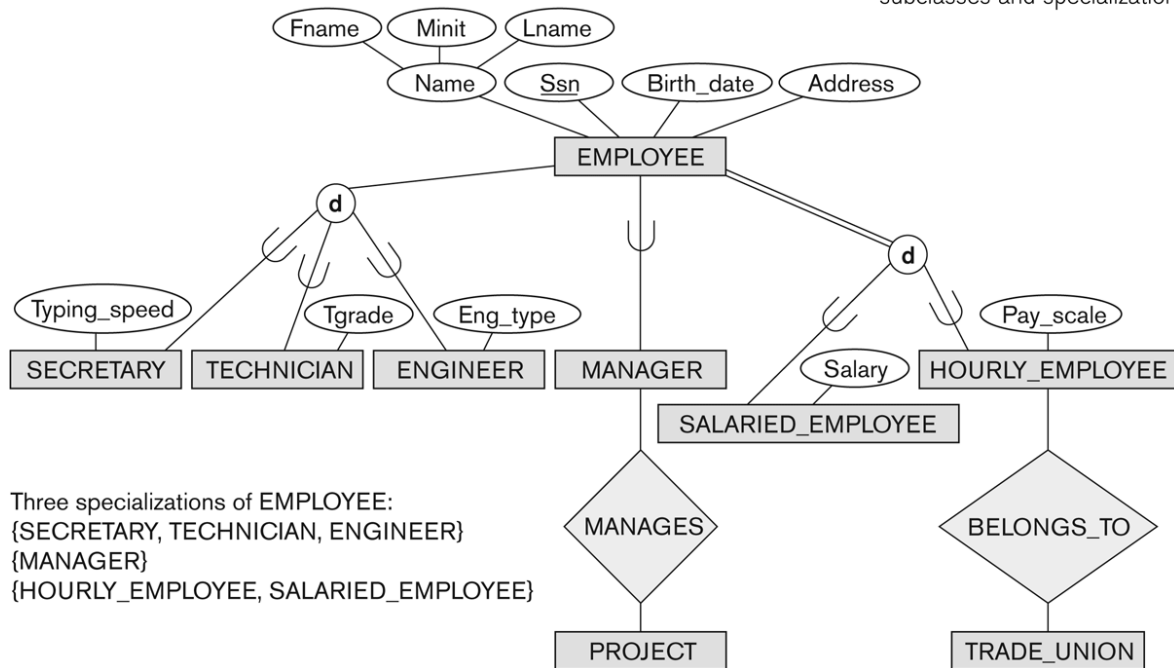 subclasses and specialization
Fname Minit Lname
Name Ssn Birth_date Address
EMPLOYEE
d
d
Typing_speed Tgrade Eng_type Pay_scale
SECRETARY TECHNICIAN ENGINEER MANAGER Salary HOURLY_EMPLOYEE
SALARIED_EMPLOYEE
Three specializations of EMPLOYEE:
{SECRETARY, TECHNICIAN, ENGINEER}
{MANAGER}
{HOURLY_EMPLOYEE, SALARIED_EMPLOYEE}
MANAGES BELONGS_TO
PROJECT TRADE_UNION